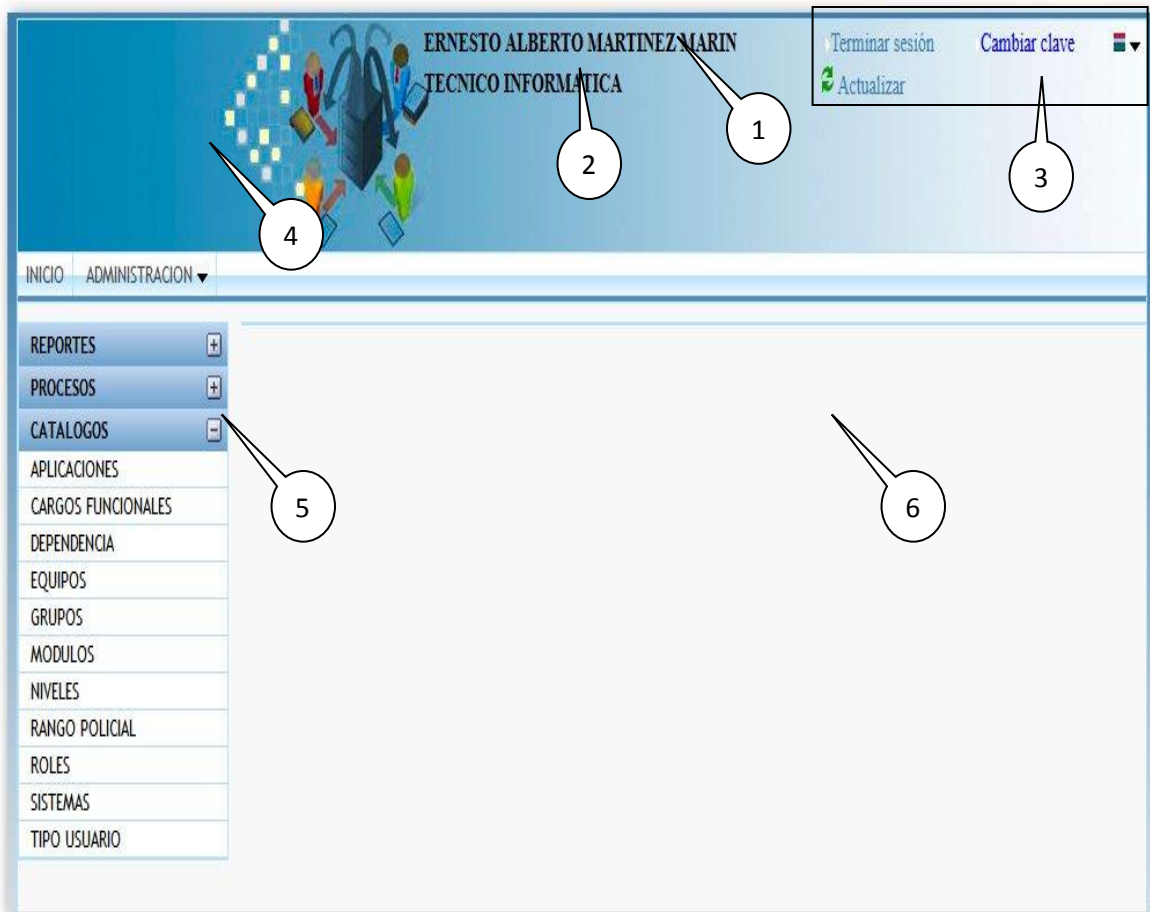 ERNESTO ALBERTO MARTINEZ MARIN
TECNICO INFORMATICA
Terminar sesión
Cambiar clave
Actualizar
1
2
3
4
INICIO
ADMINISTRACION
REPORTES
PROCESOS
CATALOGOS
APLICACIONES
CARGOS FUNCIONALES
DEPENDENCIA
EQUIPOS
GRUPOS
MODULOS
NIVELES
RANGO POLICIAL
ROLES
SISTEMAS
TIPO USUARIO
5
6